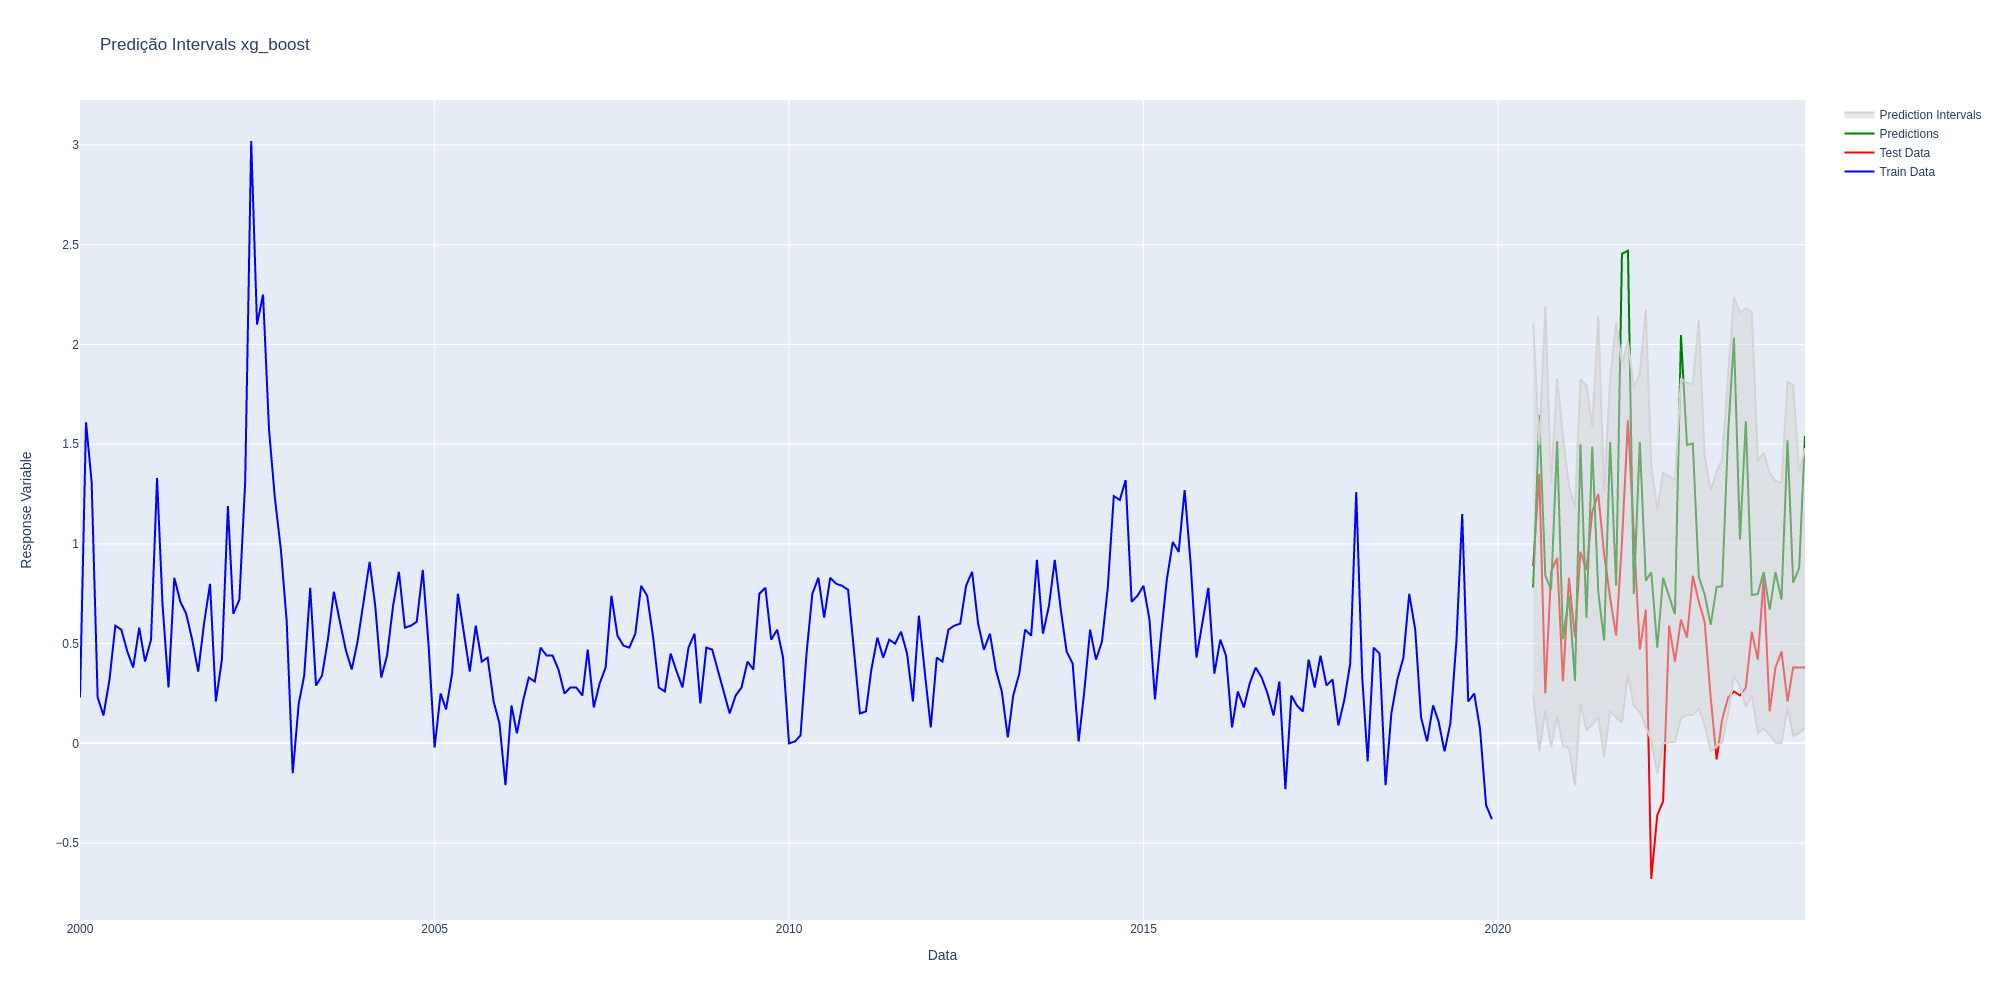 Predição Intervals xg_boost
Prediction Intervals
Predictions
Test Data
Train Data
Response Variable
3
2.5
2
1.5
1
0.5
0
−0.5
2000
2005
2010
2015
2020
Data